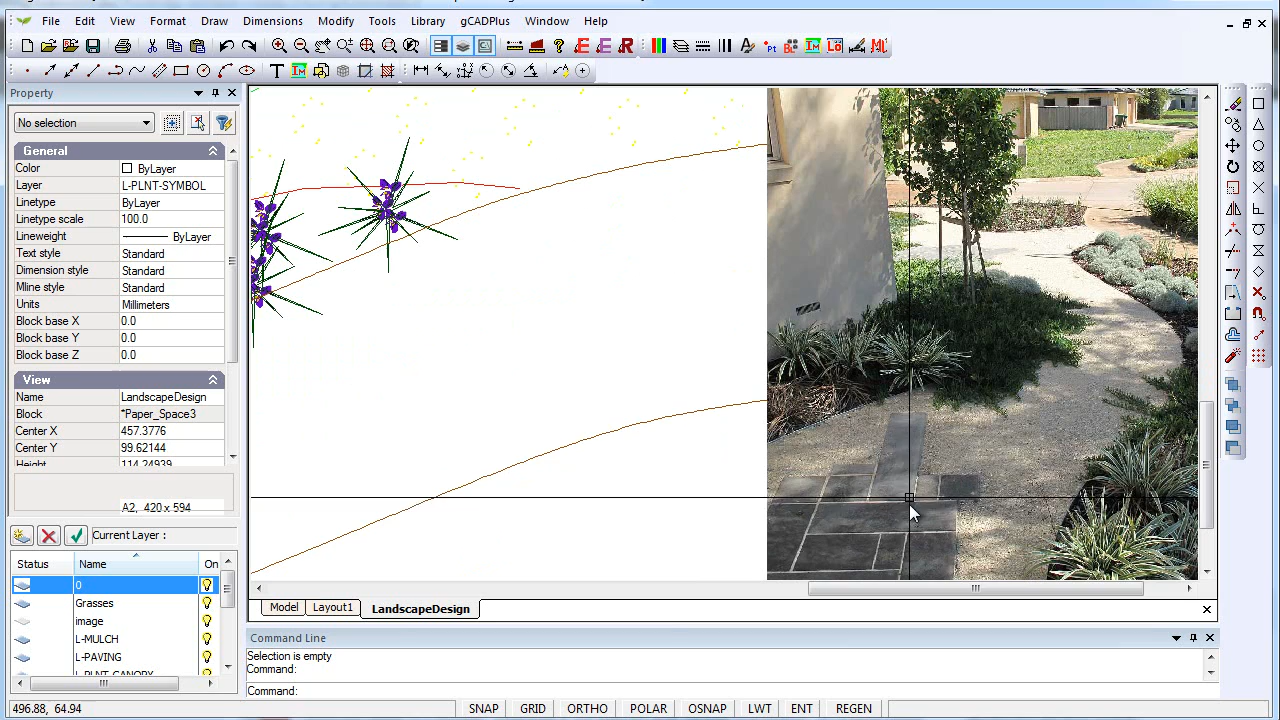 File Edit View Format Draw Dimensions Modify Tools Library gCADPlus Window Help
Property
No selection
General
Color ByLayer
Layer L-PLNT-SYMBOL
Linetype ByLayer
Linetype scale 100.0
Lineweight ByLayer
Text style Standard
Dimension style Standard
Mline style Standard
Units Millimeters
Block base X 0.0
Block base Y 0.0
Block base Z 0.0
View
Name LandscapeDesign
Block *Paper_Space3
Center X 457.3776
Center Y 99.62144
Height 114.24939
A2, 420 x 594
Current Layer :
Status Name On
0
Grasses
image
L-MULCH
L-PAVING
L-PLNT-CANOPY
Model Layout1 LandscapeDesign
Command Line
Selection is empty
Command:
Command:
496.88, 64.94 SNAP GRID ORTHO POLAR OSNAP LWT ENT REGEN